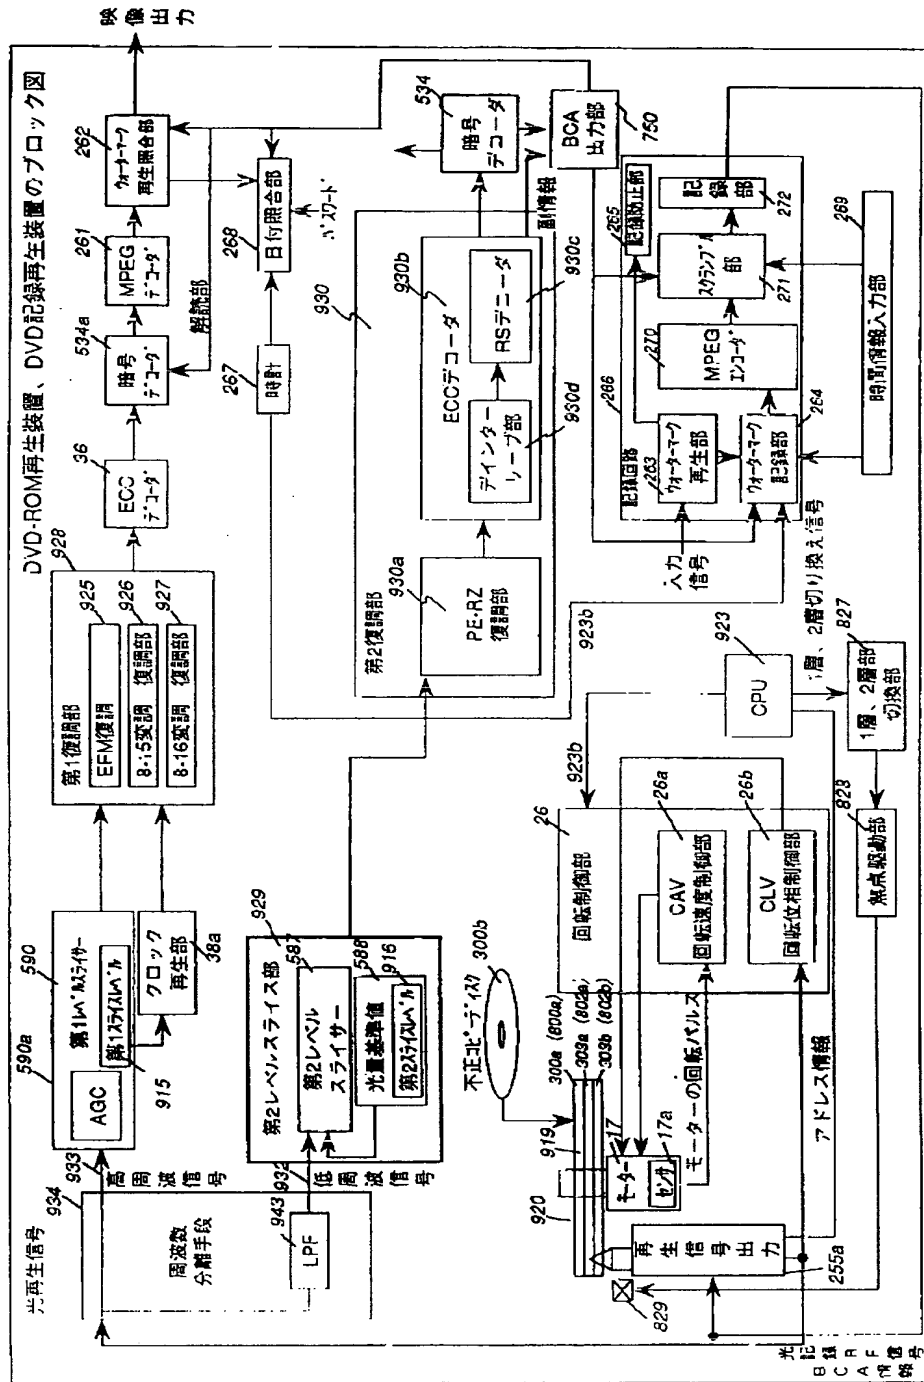 DVD-ROM再生装置、DVD記録再生装置のブロック図
光再生信号
934
周波数
分離手段
943
LPF
933
高周波信号
932
低周波信号
590a
590
AGC
第1レベルスライサー
第1スライスレベル
915
クロック
再生部
38a
928
第1復調部
925
EFM復調
926
8-15変調 復調部
927
8-16変調 復調部
36
ECC
デコーダ
534a
暗号
デコーダ
261
MPEG
デコーダ
262
ウォーターマーク
再生照合部
映像出力
解読部
267
時計
268
日付照合部
パスワード
929
第2レベルスライス部
587
第2レベル
スライサー
588
光量基準値
916
第2スライスレベル
930
第2復調部
930a
PE-RZ
復調部
930b
ECCデコーダ
930d
デインター
リーブ部
RSデコーダ
930c
副情報
534
暗号
デコーダ
BCA
出力部
750
300b
不正コピーディスク
300a (800a)
303a (802a)
303b (802b)
919
920
17
モーター
17a
センサ
モーターの回転パルス
再生
信号
出力
255a
829
アドレス情報
26
回転制御部
26a
CAV
回転速度制御部
26b
CLV
回転位相制御部
923b
923b
923
CPU
1層、2層切り換え信号
827
1層、2層部
切換部
828
焦点駆動部
266
記録回路
263
ウォーターマーク
再生部
入力
信号
264
ウォーターマーク
記録部
265
記録防止部
270
MPEG
エンコーダ
271
スクランブル
部
272
記録部
269
時間情報入力部
光記録RF信号
BCA情報